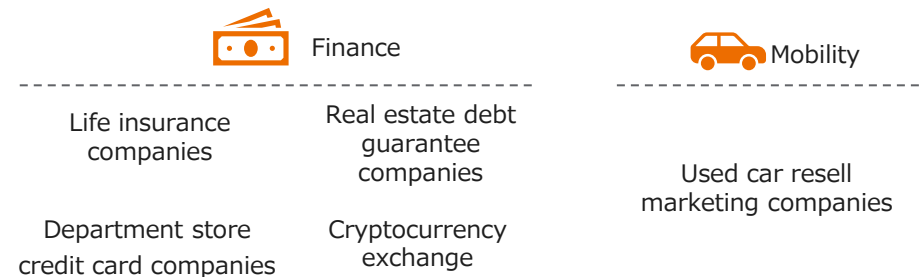 Finance
Life insurance
companies
Real estate debt
guarantee
companies
Department store
credit card companies
Cryptocurrency
exchange
Mobility
Used car resell
marketing companies